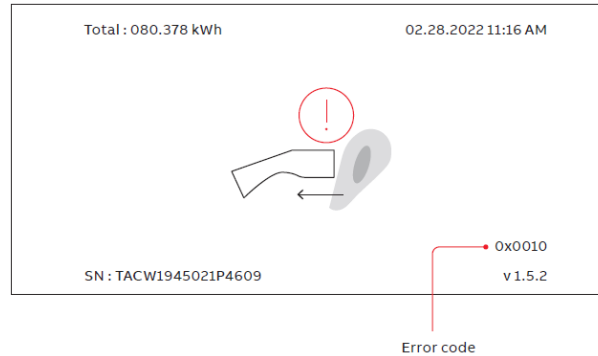 Total : 080.378 kWh 02.28.2022 11:16 AM
!
0x0010
SN : TACW1945021P4609 v 1.5.2
Error code